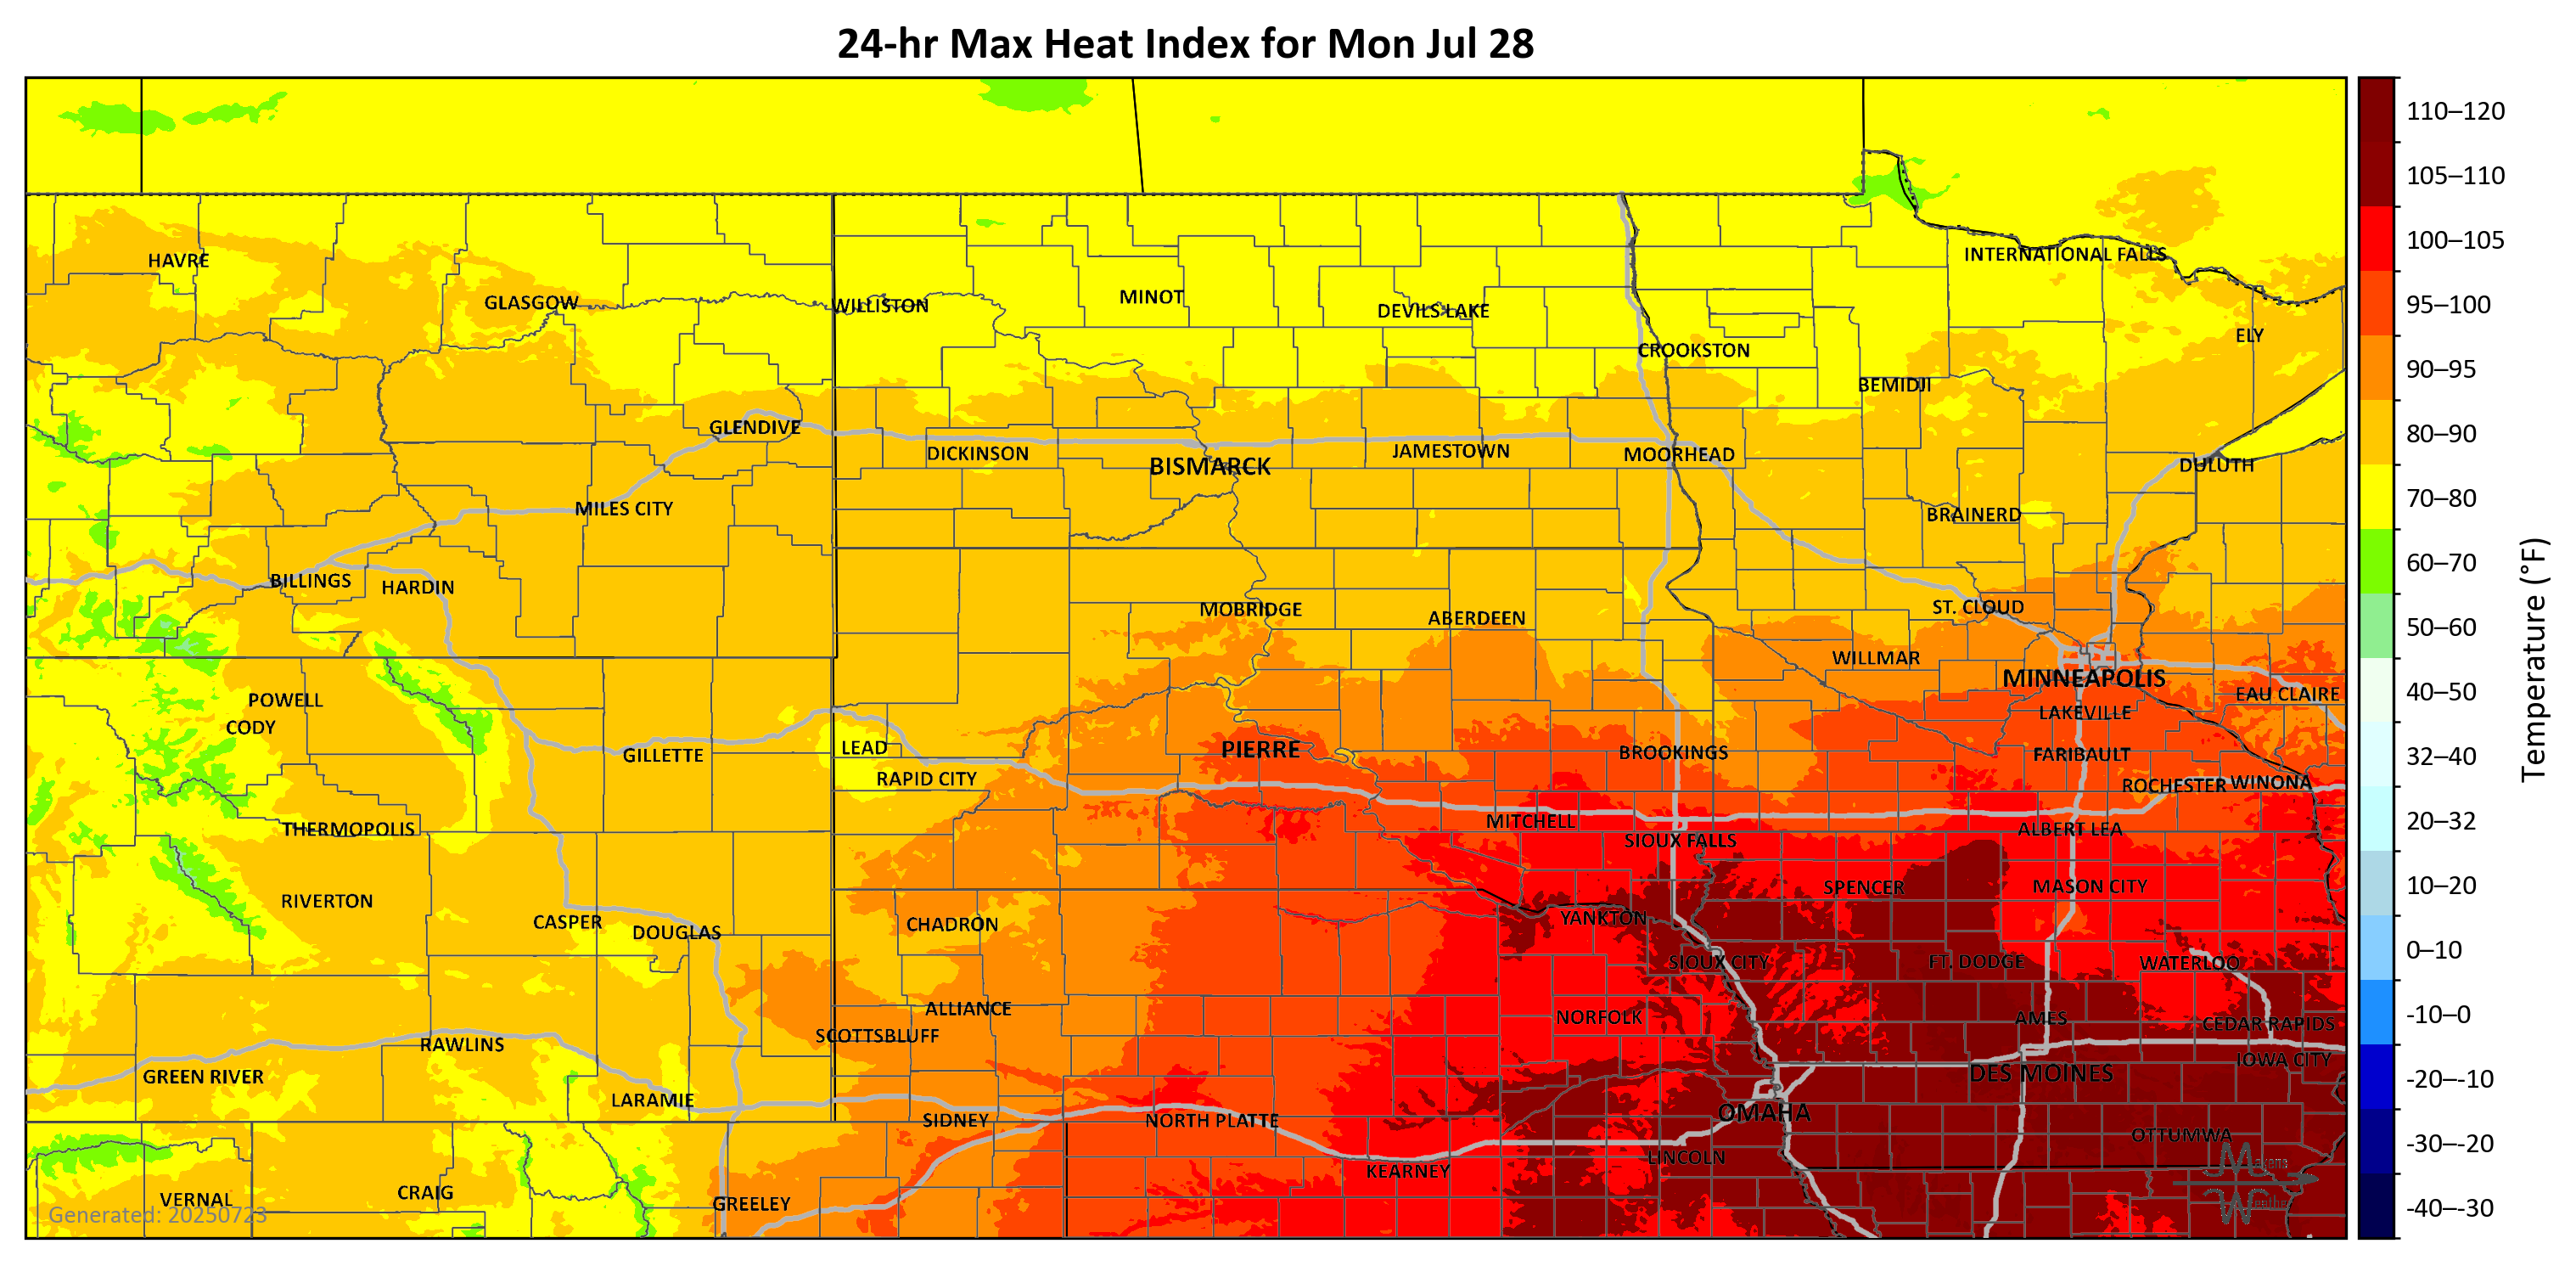 24-hr Max Heat Index for Mon Jul 28
110–120
105–110
100–105
95–100
90–95
80–90
70–80
60–70
50–60
40–50
32–40
20–32
10–20
0–10
-10–0
-20–-10
-30–-20
-40–-30
Temperature (°F)
HAVRE
INTERNATIONAL FALLS
GLASGOW
WILLISTON
MINOT
DEVILS LAKE
ELY
CROOKSTON
BEMIDJI
GLENDIVE
DICKINSON
BISMARCK
JAMESTOWN
MOORHEAD
DULUTH
MILES CITY
BRAINERD
BILLINGS
HARDIN
MOBRIDGE
ABERDEEN
ST. CLOUD
WILLMAR
MINNEAPOLIS
POWELL
EAU CLAIRE
CODY
LAKEVILLE
GILLETTE
LEAD
PIERRE
BROOKINGS
FARIBAULT
RAPID CITY
ROCHESTER
WINONA
THERMOPOLIS
MITCHELL
SIOUX FALLS
ALBERT LEA
RIVERTON
SPENCER
MASON CITY
CASPER
DOUGLAS
CHADRON
YANKTON
SIOUX CITY
FT. DODGE
WATERLOO
ALLIANCE
NORFOLK
AMES
CEDAR RAPIDS
RAWLINS
SCOTTSBLUFF
IOWA CITY
GREEN RIVER
DES MOINES
LARAMIE
SIDNEY
NORTH PLATTE
OMAHA
OTTUMWA
KEARNEY
LINCOLN
VERNAL
CRAIG
GREELEY
Makens
Weather
Generated: 20250723